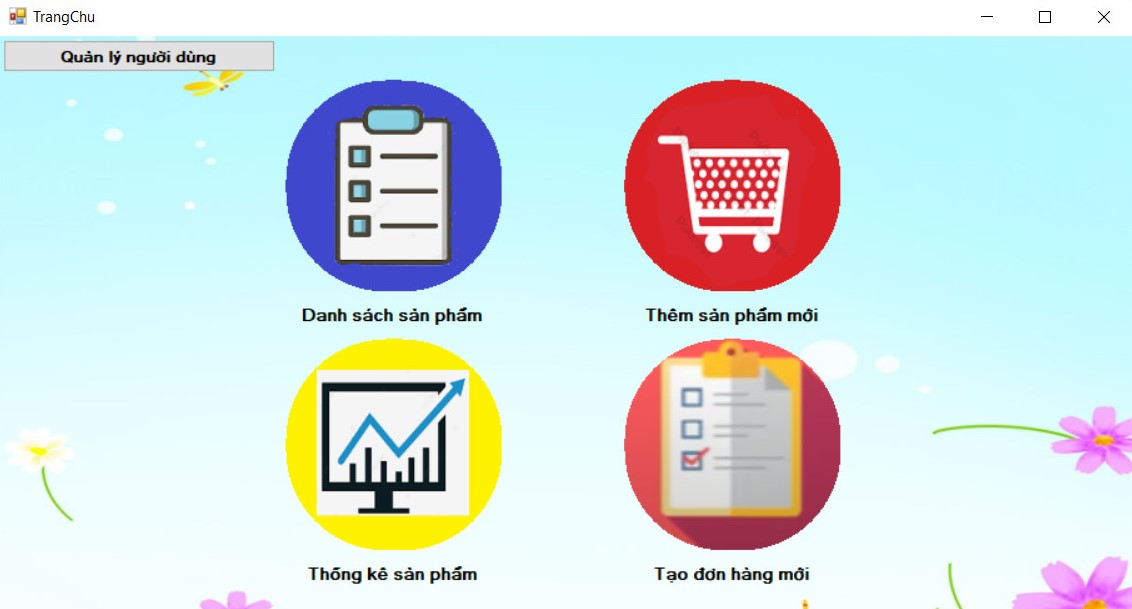 TrangChu
Quản lý người dùng
Danh sách sản phẩm
Thêm sản phẩm mới
Thống kê sản phẩm
Tạo đơn hàng mới